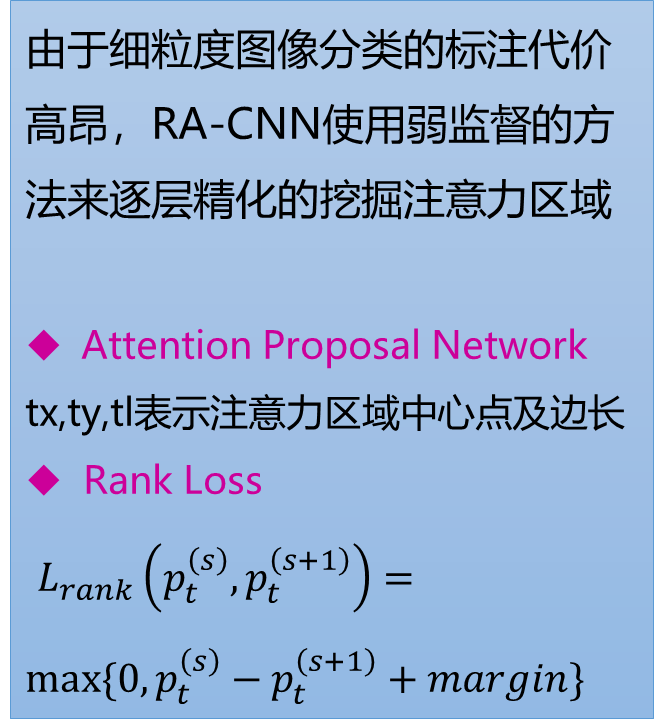 由于细粒度图像分类的标注代价
高昂，RA-CNN使用弱监督的方
法来逐层精化的挖掘注意力区域
◆ Attention Proposal Network
tx,ty,tl表示注意力区域中心点及边长
◆ Rank Loss
$L_{rank}\left(p_t^{(s)}, p_t^{(s+1)}\right) =$
$\max\{0, p_t^{(s)} - p_t^{(s+1)} + margin\}$